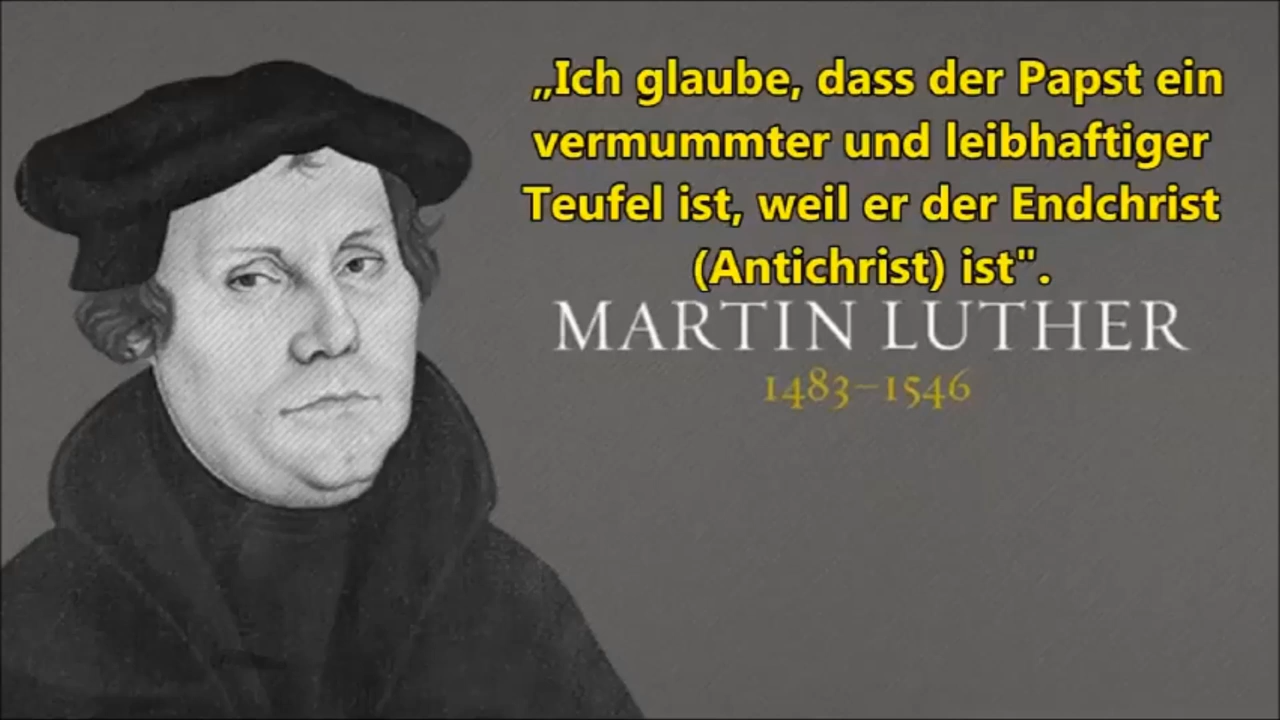 „Ich glaube, dass der Papst ein
vermummter und leibhaftiger
Teufel ist, weil er der Endchrist
(Antichrist) ist".
MARTIN LUTHER
1483–1546